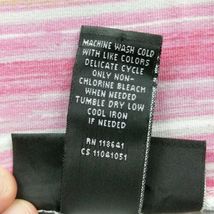 MACHINE WASH COLD
WITH LIKE COLORS
DELICATE CYCLE
ONLY NON-
CHLORINE BLEACH
WHEN NEEDED
TUMBLE DRY LOW
COOL IRON
IF NEEDED
RN 118641
CS 11041051